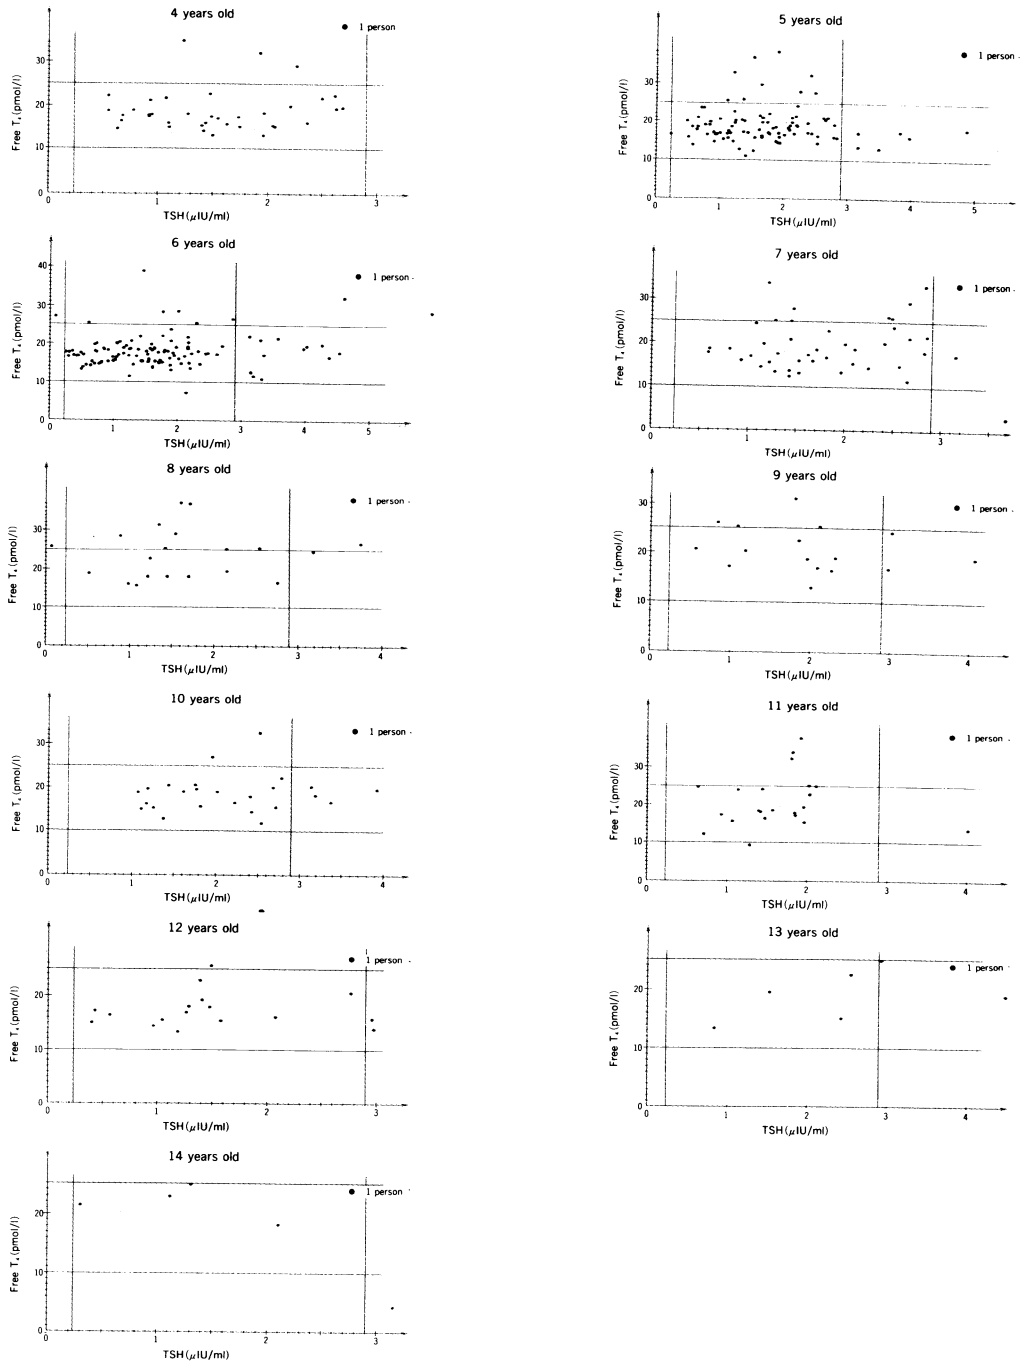 4 years old
1 person
Free T₄(pmol/l)
30
20
10
0
0 1 2 3
TSH(μIU/ml)
5 years old
1 person
Free T₄(pmol/l)
30
20
10
0
0 1 2 3 4 5
TSH(μIU/ml)
6 years old
1 person
Free T₄(pmol/l)
40
30
20
10
0
0 1 2 3 4 5
TSH(μIU/ml)
7 years old
1 person
Free T₄(pmol/l)
30
20
10
0
0 1 2 3
TSH(μIU/ml)
8 years old
1 person
Free T₄(pmol/l)
30
20
10
0
0 1 2 3 4
TSH(μIU/ml)
9 years old
1 person
Free T₄(pmol/l)
30
20
10
0
0 1 2 3 4
TSH(μIU/ml)
10 years old
1 person
Free T₄(pmol/l)
30
20
10
0
0 1 2 3 4
TSH(μIU/ml)
11 years old
1 person
Free T₄(pmol/l)
30
20
10
0
0 1 2 3 4
TSH(μIU/ml)
12 years old
1 person
Free T₄(pmol/l)
20
10
0
0 1 2 3
TSH(μIU/ml)
13 years old
1 person
Free T₄(pmol/l)
20
10
0
0 1 2 3 4
TSH(μIU/ml)
14 years old
1 person
Free T₄(pmol/l)
20
10
0
0 1 2 3
TSH(μIU/ml)